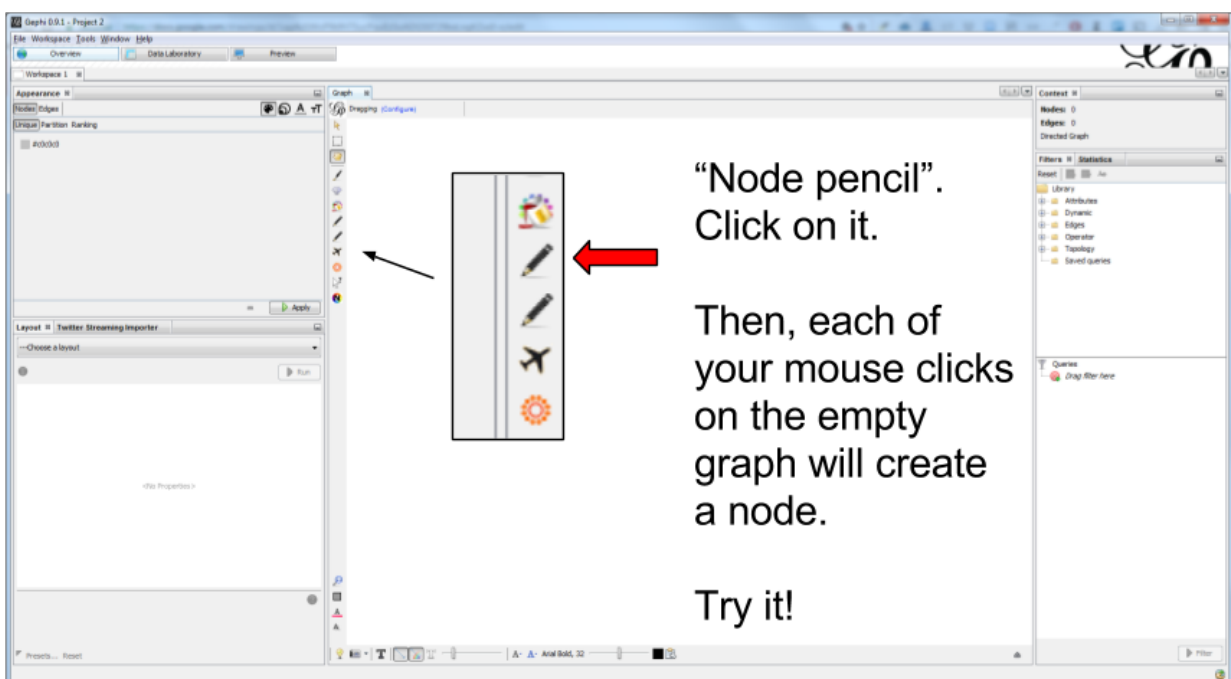 Gephi 0.9.1 - Project 2
File Workspace Tools Window Help
Overview Data Laboratory Preview
Workspace 1
Appearance
Nodes Edges
Unique Partition Ranking
#c0c0c0
Apply
Layout Twitter Streaming Importer
---Choose a layout
Run
<No Properties>
Presets... Reset
Graph
Dragging (Configure)
“Node pencil”.
Click on it.
Then, each of
your mouse clicks
on the empty
graph will create
a node.
Try it!
A- A- Arial Bold, 32
Context
Nodes: 0
Edges: 0
Directed Graph
Filters Statistics
Reset
Library
Attributes
Dynamic
Edges
Operator
Topology
Saved queries
Queries
Drag filter here
Filter